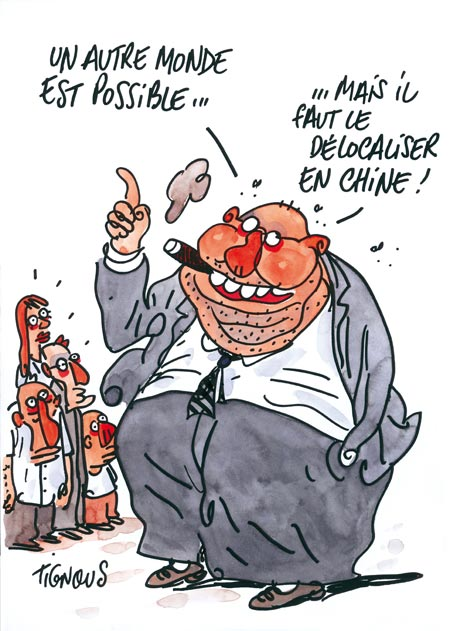 UN AUTRE MONDE
EST POSSIBLE...
...MAIS IL
FAUT LE
DÉLOCALISER
EN CHINE !
TIGNOUS